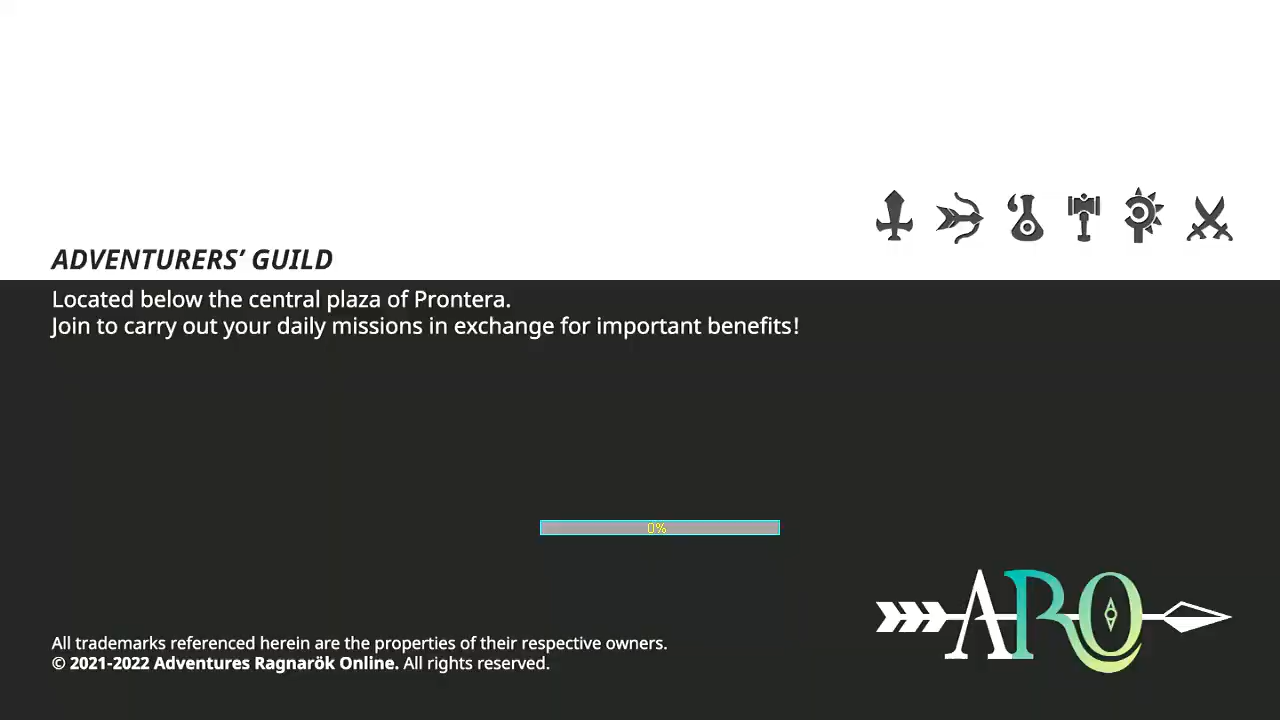 ADVENTURERS’ GUILD
Located below the central plaza of Prontera.
Join to carry out your daily missions in exchange for important benefits!
0%
ARO
All trademarks referenced herein are the properties of their respective owners.
© 2021-2022 Adventures Ragnarök Online. All rights reserved.